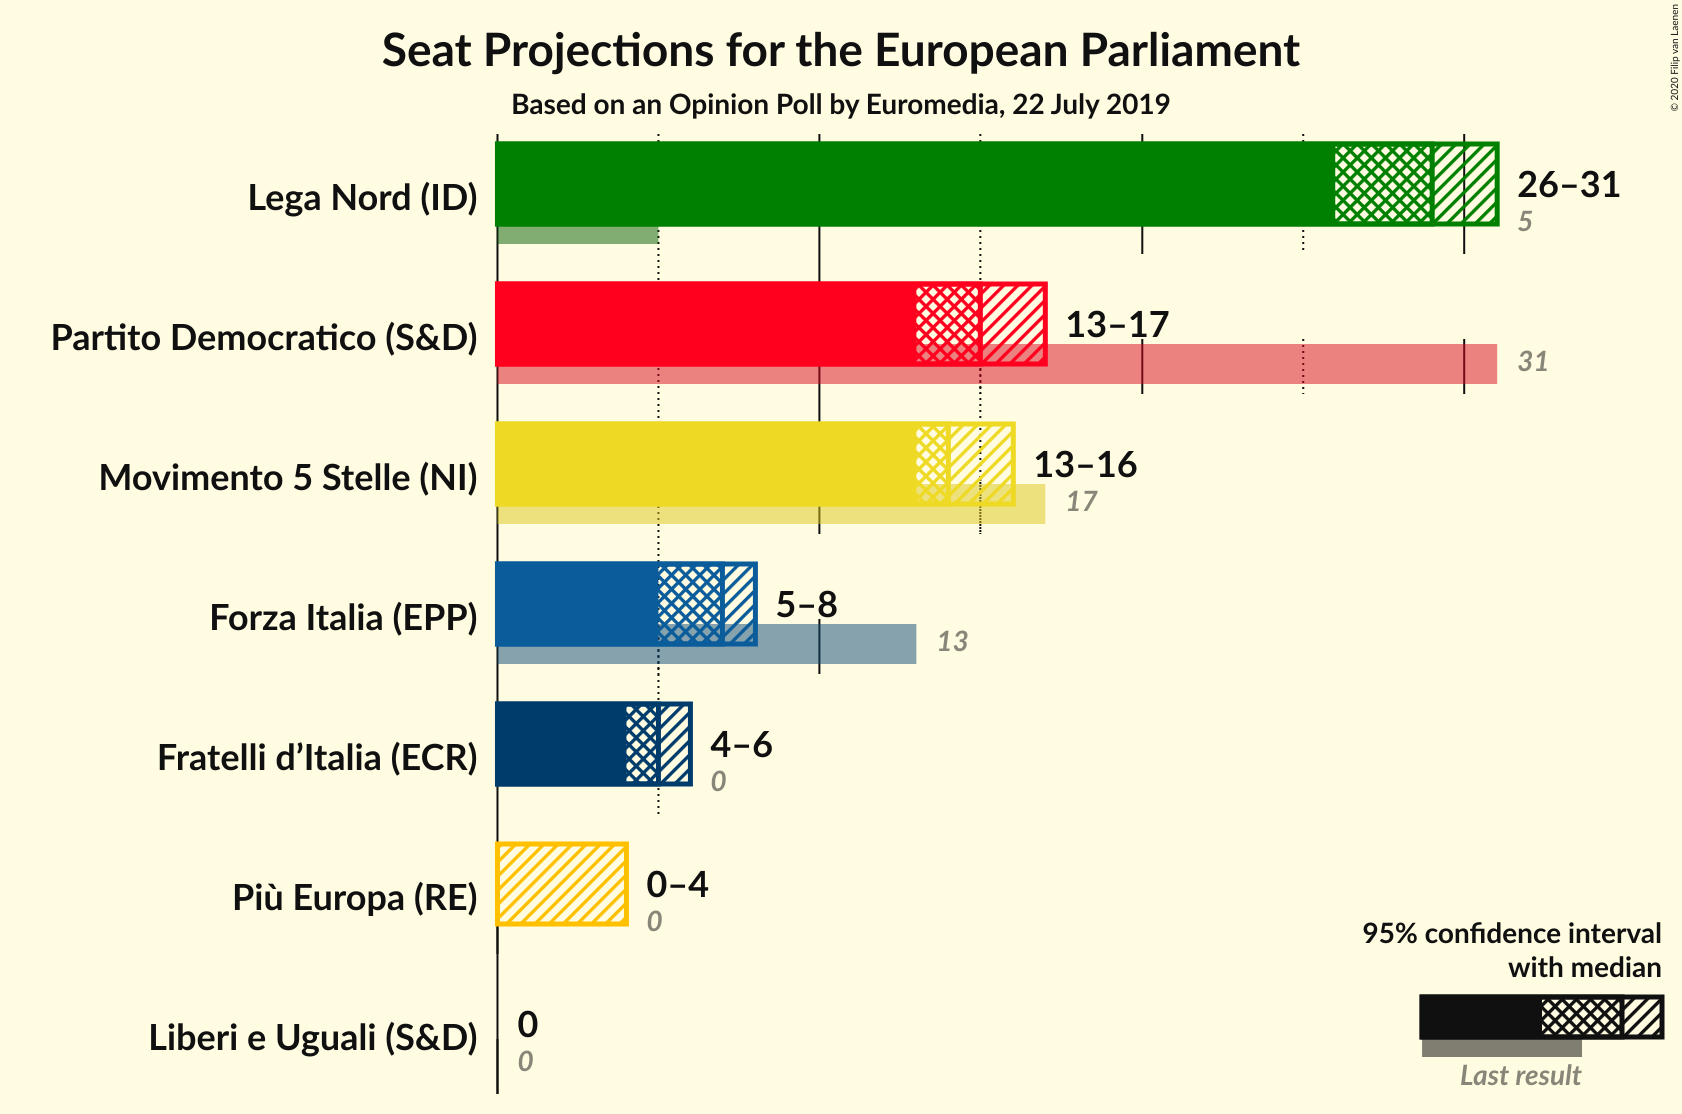 Seat Projections for the European Parliament
Based on an Opinion Poll by Euromedia, 22 July 2019
© 2020 Filip van Laenen
Lega Nord (ID)
26–31
5
Partito Democratico (S&D)
13–17
31
Movimento 5 Stelle (NI)
13–16
17
Forza Italia (EPP)
5–8
13
Fratelli d’Italia (ECR)
4–6
0
Più Europa (RE)
0–4
0
Liberi e Uguali (S&D)
0
0
95% confidence interval
with median
Last result